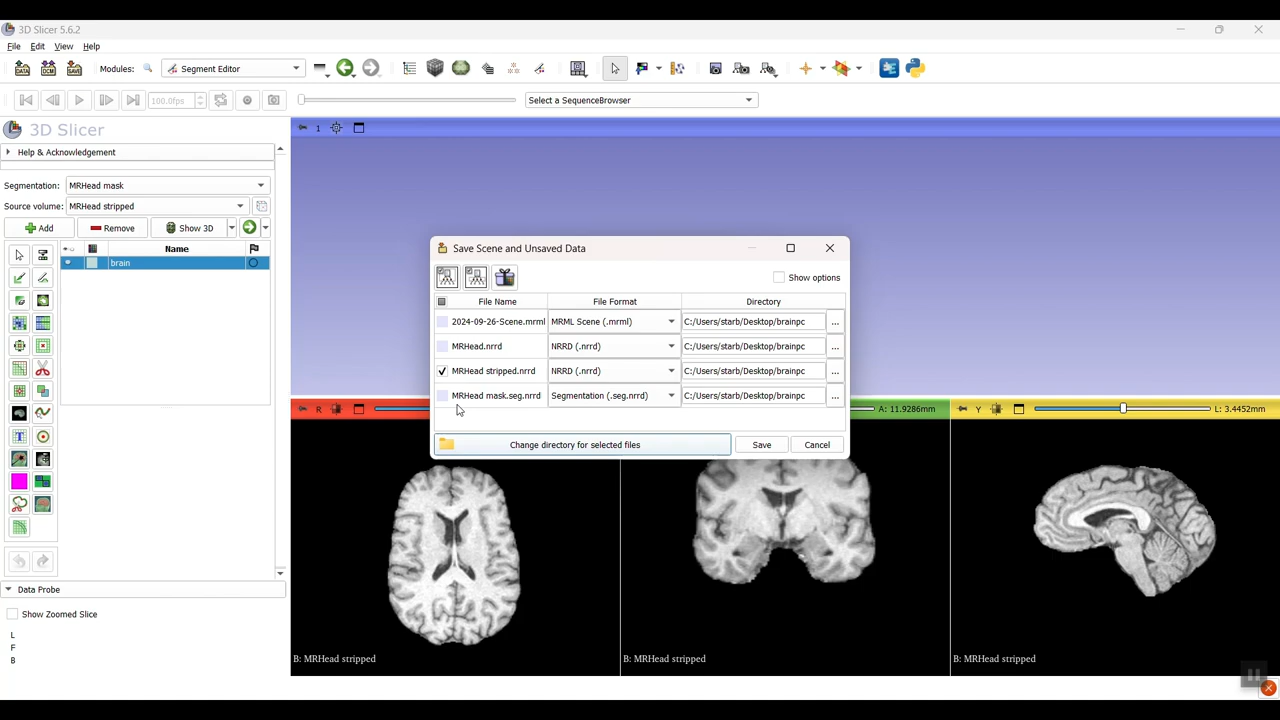 3D Slicer 5.6.2
File Edit View Help
DATA DCM SAVE Modules: Segment Editor
100.0fps Select a SequenceBrowser
3D Slicer
1
Help & Acknowledgement
Segmentation: MRHead mask
Source volume: MRHead stripped
Add Remove Show 3D
Name
brain
Save Scene and Unsaved Data
Show options
File Name File Format Directory
2024-09-26-Scene.mrml MRML Scene (.mrml) C:/Users/starb/Desktop/brainpc ...
MRHead.nrrd NRRD (.nrrd) C:/Users/starb/Desktop/brainpc ...
MRHead stripped.nrrd NRRD (.nrrd) C:/Users/starb/Desktop/brainpc ...
MRHead mask.seg.nrrd Segmentation (.seg.nrrd) C:/Users/starb/Desktop/brainpc ...
Change directory for selected files Save Cancel
R A: 11.9286mm Y L: 3.4452mm
Data Probe
Show Zoomed Slice
L
F
B
B: MRHead stripped B: MRHead stripped B: MRHead stripped